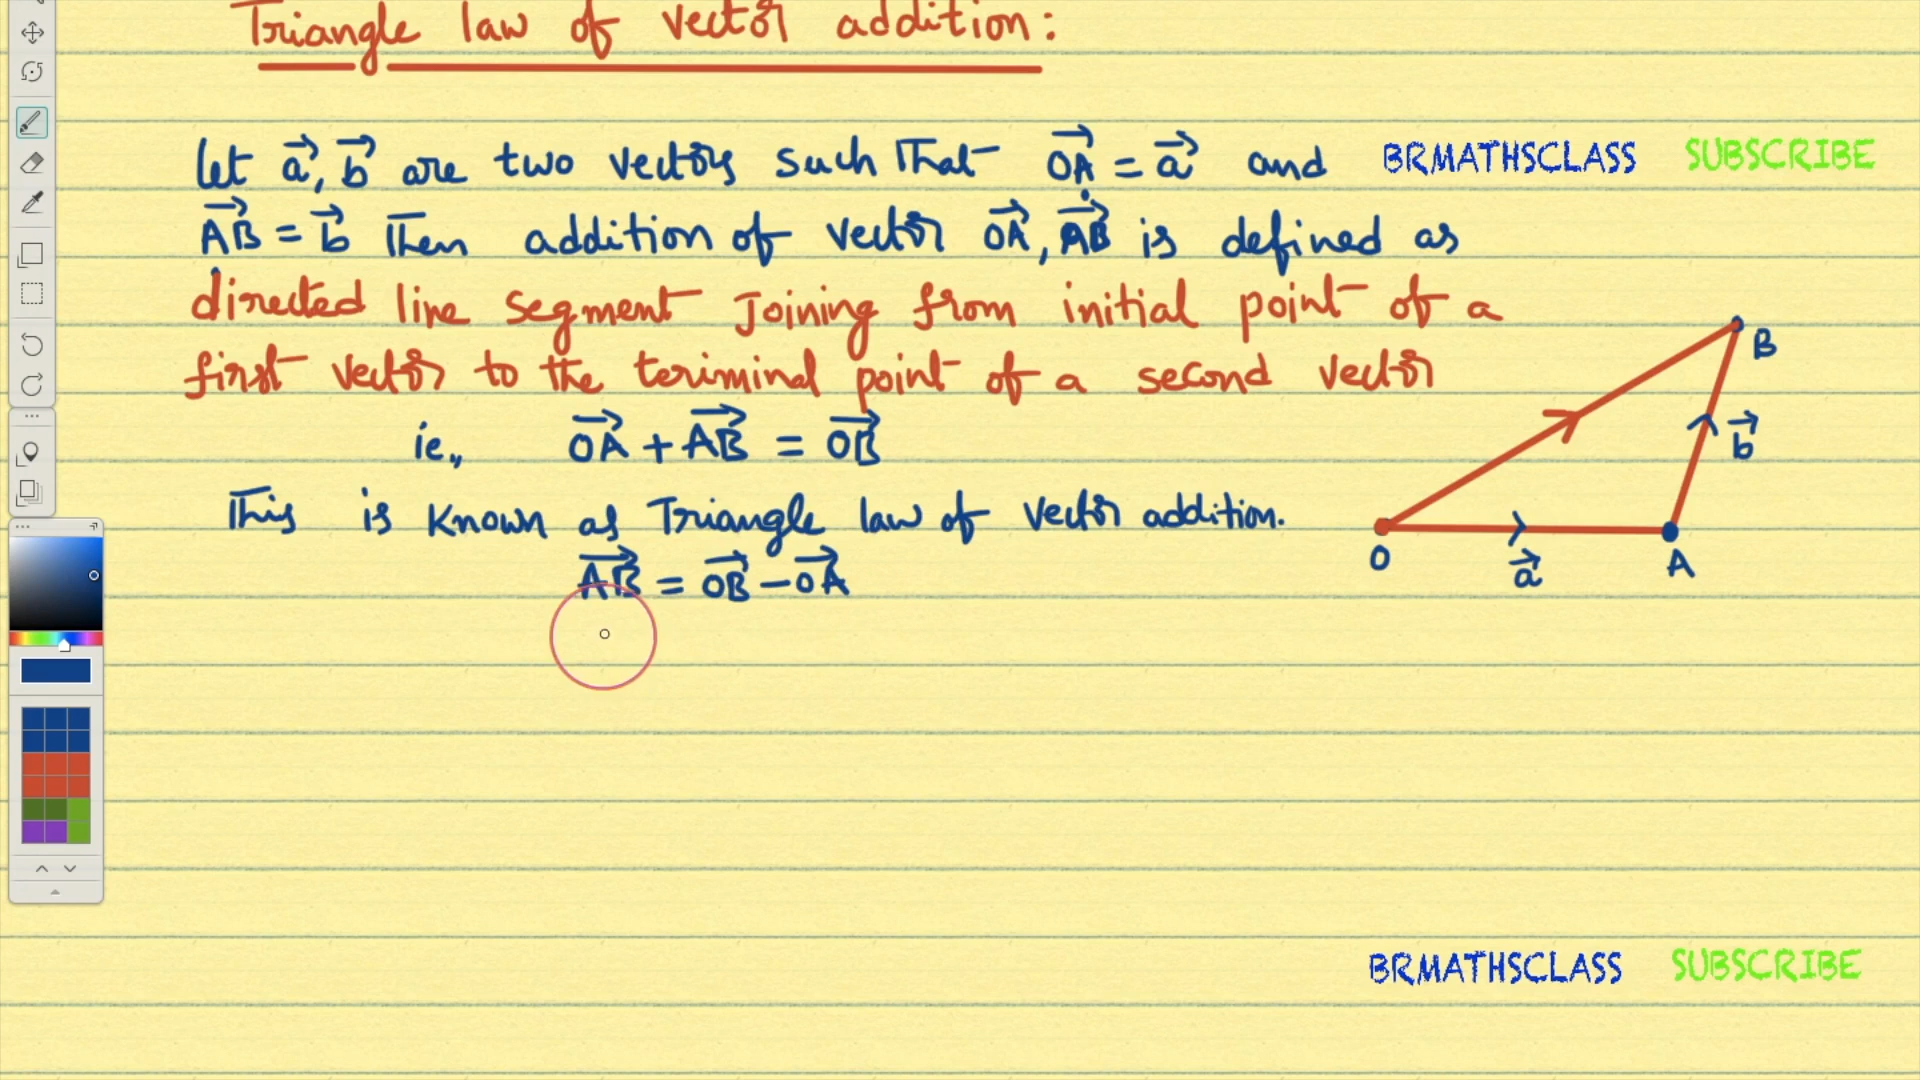 Triangle law of vector addition:
let a⃗, b⃗ are two vectors such that OA⃗ = a⃗ and
BRMATHSCLASS SUBSCRIBE
AB⃗ = b⃗ Then addition of vector OA⃗, AB⃗ is defined as
directed line segment Joining from initial point of a
first vector to the teriminal point of a second vector
ie., OA⃗ + AB⃗ = OB⃗
This is Known as Triangle law of vector addition.
AB⃗ = OB⃗ - OA⃗
B
b⃗
O
a⃗
A
BRMATHSCLASS SUBSCRIBE